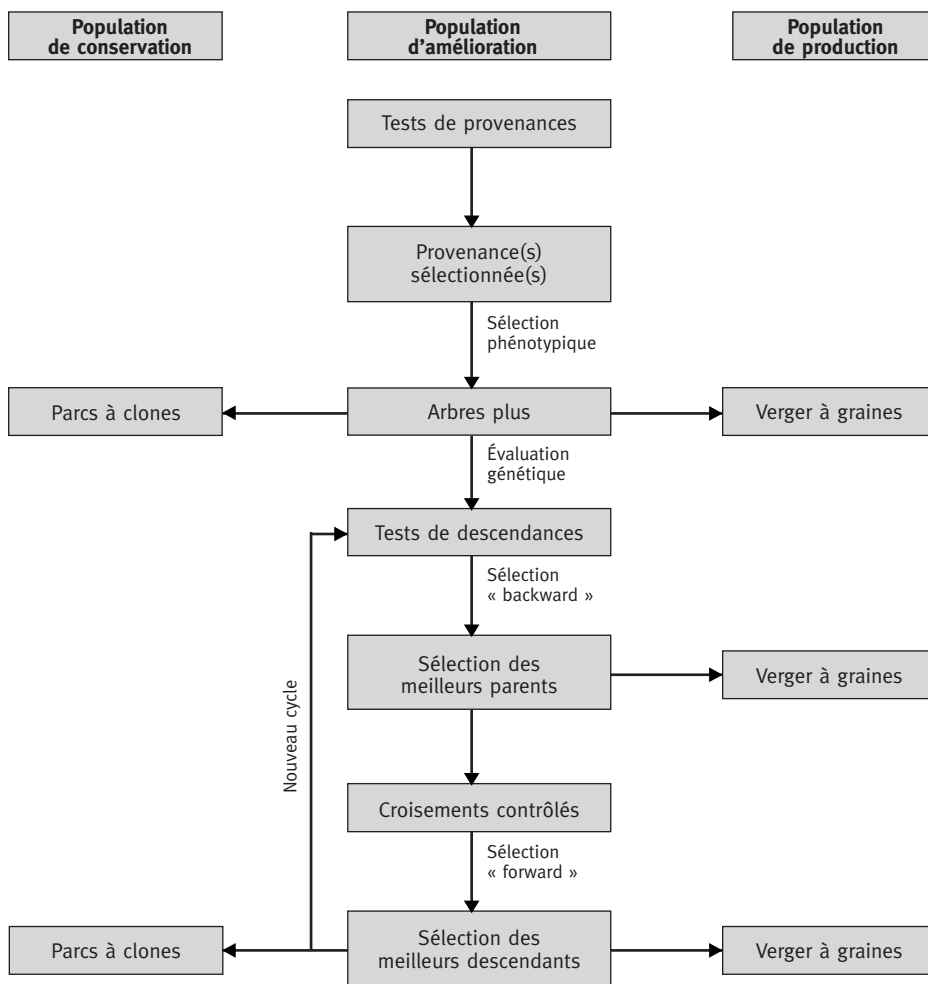 Population
de conservation
Population
d'amélioration
Population
de production
Tests de provenances
Provenance(s)
sélectionnée(s)
Sélection
phénotypique
Parcs à clones
Arbres plus
Verger à graines
Évaluation
génétique
Tests de descendances
Sélection
« backward »
Sélection des
meilleurs parents
Verger à graines
Nouveau cycle
Croisements contrôlés
Sélection
« forward »
Parcs à clones
Sélection des
meilleurs descendants
Verger à graines